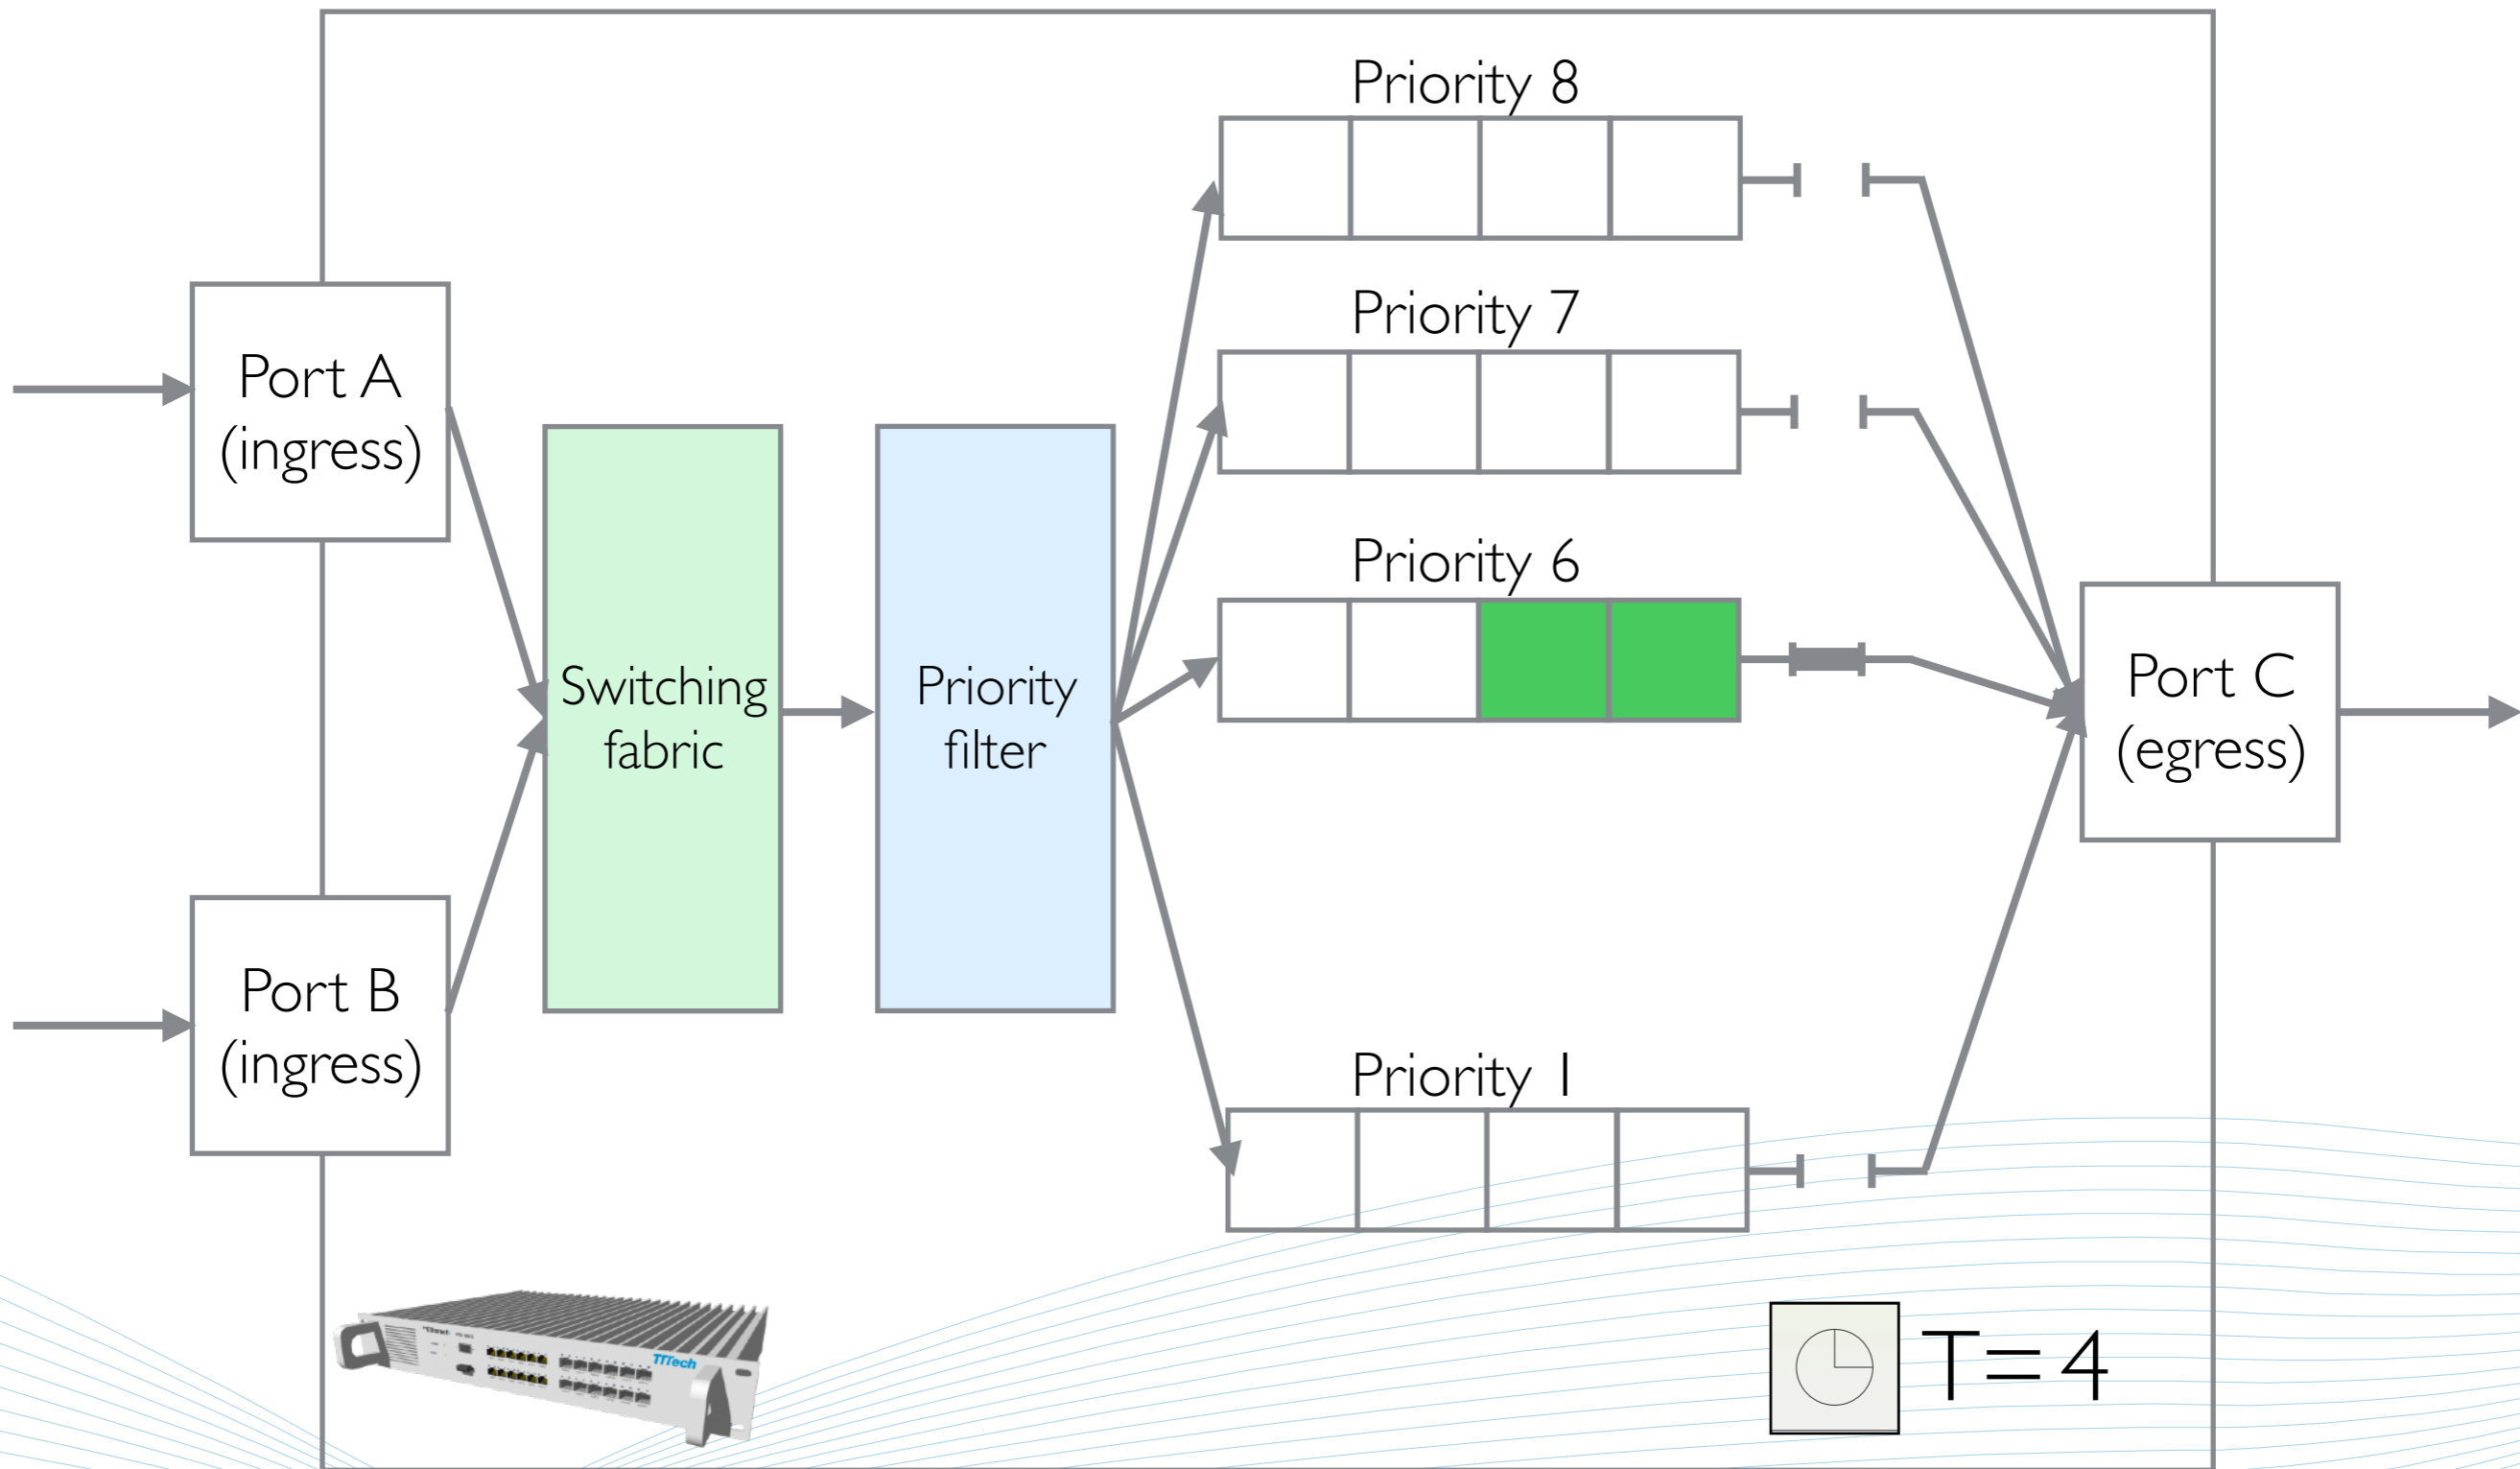 Priority 8
Priority 7
Port A
(ingress)
Priority 6
Switching
fabric
Priority
filter
Port C
(egress)
Port B
(ingress)
Priority 1
TTTech
T= 4